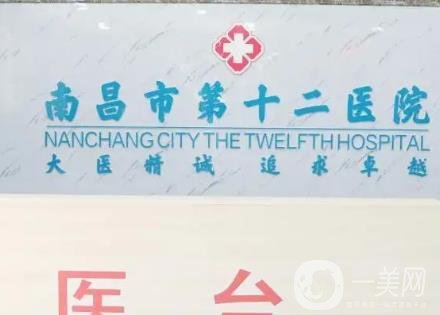 南昌市第十二医院
NANCHANG CITY THE TWELFTH HOSPITAL
大医精诚 追求卓越
医 台
一美网